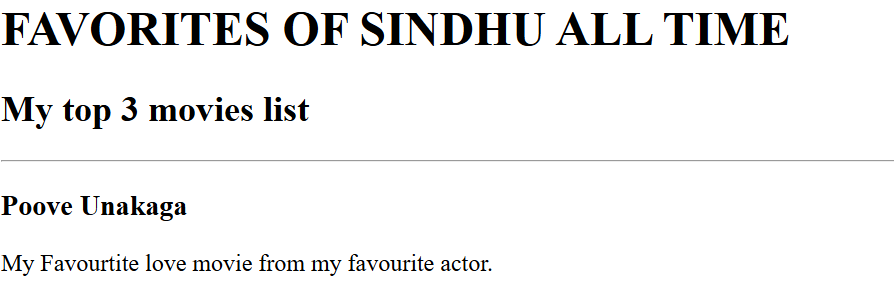 FAVORITES OF SINDHU ALL TIME
My top 3 movies list
Poove Unakaga
My Favourtite love movie from my favourite actor.